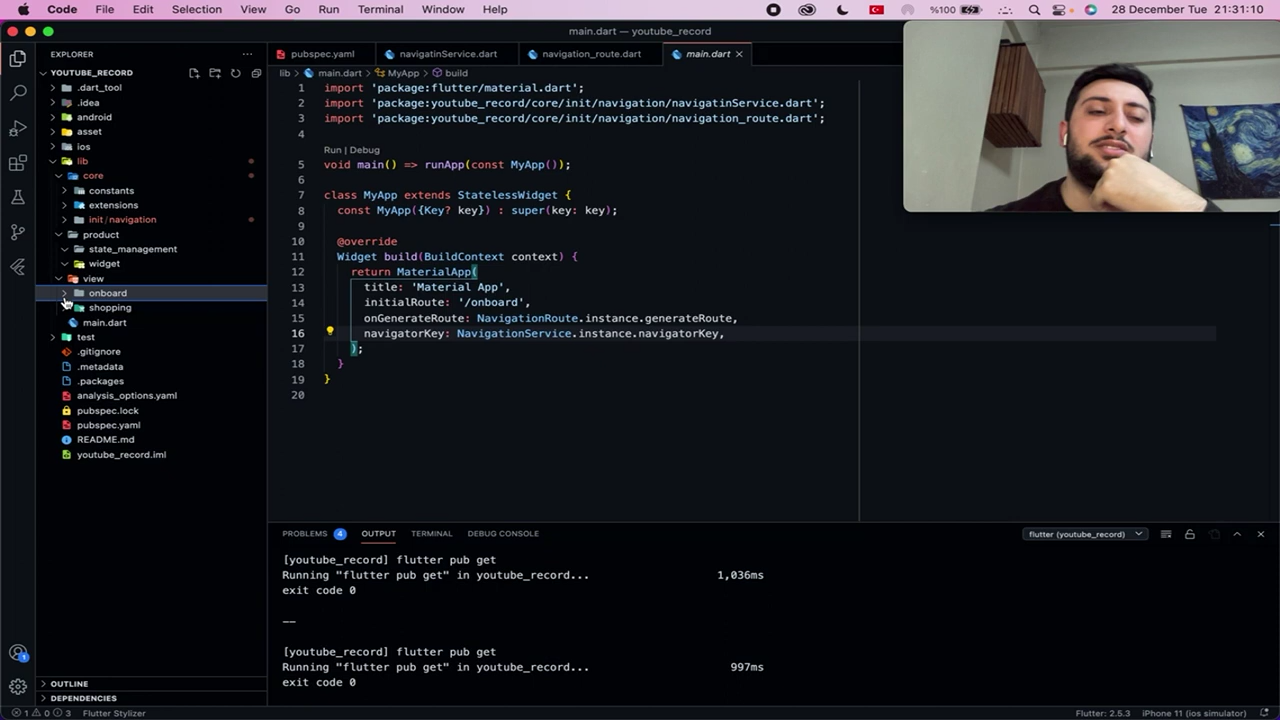 Code File Edit Selection View Go Run Terminal Window Help %100 28 December Tue 21:31:10
main.dart — youtube_record
EXPLORER
pubspec.yaml navigatinService.dart navigation_route.dart main.dart
YOUTUBE_RECORD
lib > main.dart > MyApp > build
.dart_tool
.idea
android
asset
ios
lib
core
constants
extensions
init / navigation
product
state_management
widget
view
onboard
shopping
main.dart
test
.gitignore
.metadata
.packages
analysis_options.yaml
pubspec.lock
pubspec.yaml
README.md
youtube_record.iml
OUTLINE
DEPENDENCIES
1 import 'package:flutter/material.dart';
2 import 'package:youtube_record/core/init/navigation/navigatinService.dart';
3 import 'package:youtube_record/core/init/navigation/navigation_route.dart';
4
Run | Debug
5 void main() => runApp(const MyApp());
6
7 class MyApp extends StatelessWidget {
8 const MyApp({Key? key}) : super(key: key);
9
10 @override
11 Widget build(BuildContext context) {
12 return MaterialApp(
13 title: 'Material App',
14 initialRoute: '/onboard',
15 onGenerateRoute: NavigationRoute.instance.generateRoute,
16 navigatorKey: NavigationService.instance.navigatorKey,
17 );
18 }
19 }
20
PROBLEMS 4 OUTPUT TERMINAL DEBUG CONSOLE flutter (youtube_record)
[youtube_record] flutter pub get
Running "flutter pub get" in youtube_record... 1,036ms
exit code 0
——
[youtube_record] flutter pub get
Running "flutter pub get" in youtube_record... 997ms
exit code 0
1
1 0 3 Flutter Stylizer Flutter: 2.5.3 iPhone 11 (ios simulator)